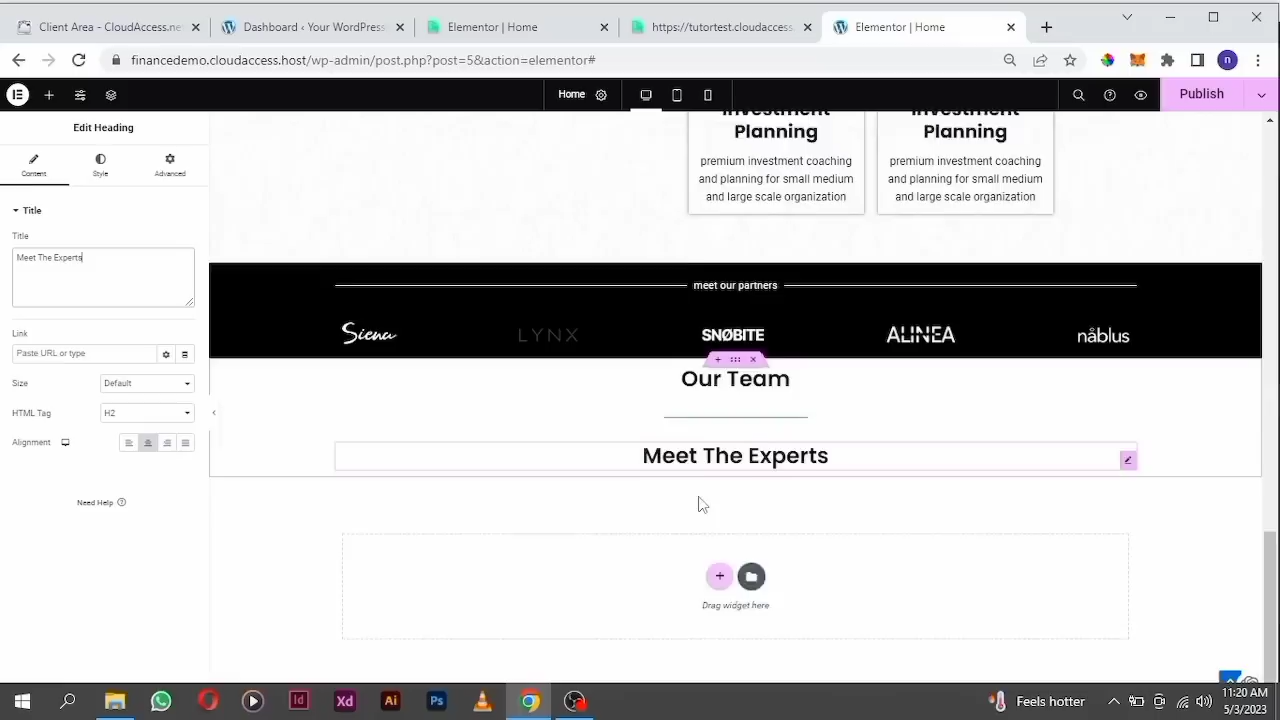 Client Area - CloudAccess.ne
Dashboard ‹ Your WordPress
Elementor | Home
https://tutortest.cloudaccess.
Elementor | Home
financedemo.cloudaccess.host/wp-admin/post.php?post=5&action=elementor#
Home
Publish
Edit Heading
Content
Style
Advanced
Title
Title
Meet The Experts
Link
Paste URL or type
Size
Default
HTML Tag
H2
Alignment
Need Help
Investment
Planning
premium investment coaching
and planning for small medium
and large scale organization
Investment
Planning
premium investment coaching
and planning for small medium
and large scale organization
meet our partners
Siena
LYNX
SNØBITE
ALINEA
nåblus
Our Team
Meet The Experts
Drag widget here
Feels hotter
11:20 AM
5/3/2023